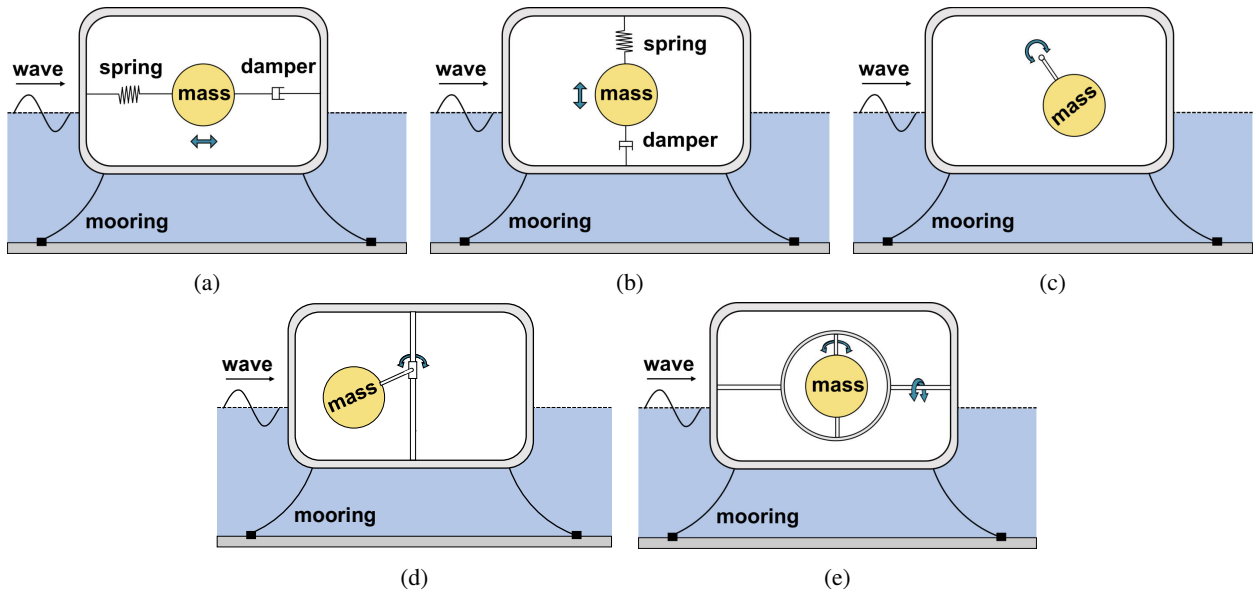 wave
spring
mass
damper
mooring
(a)
wave
spring
mass
damper
mooring
(b)
wave
mass
mooring
(c)
wave
mass
mooring
(d)
wave
mass
mooring
(e)